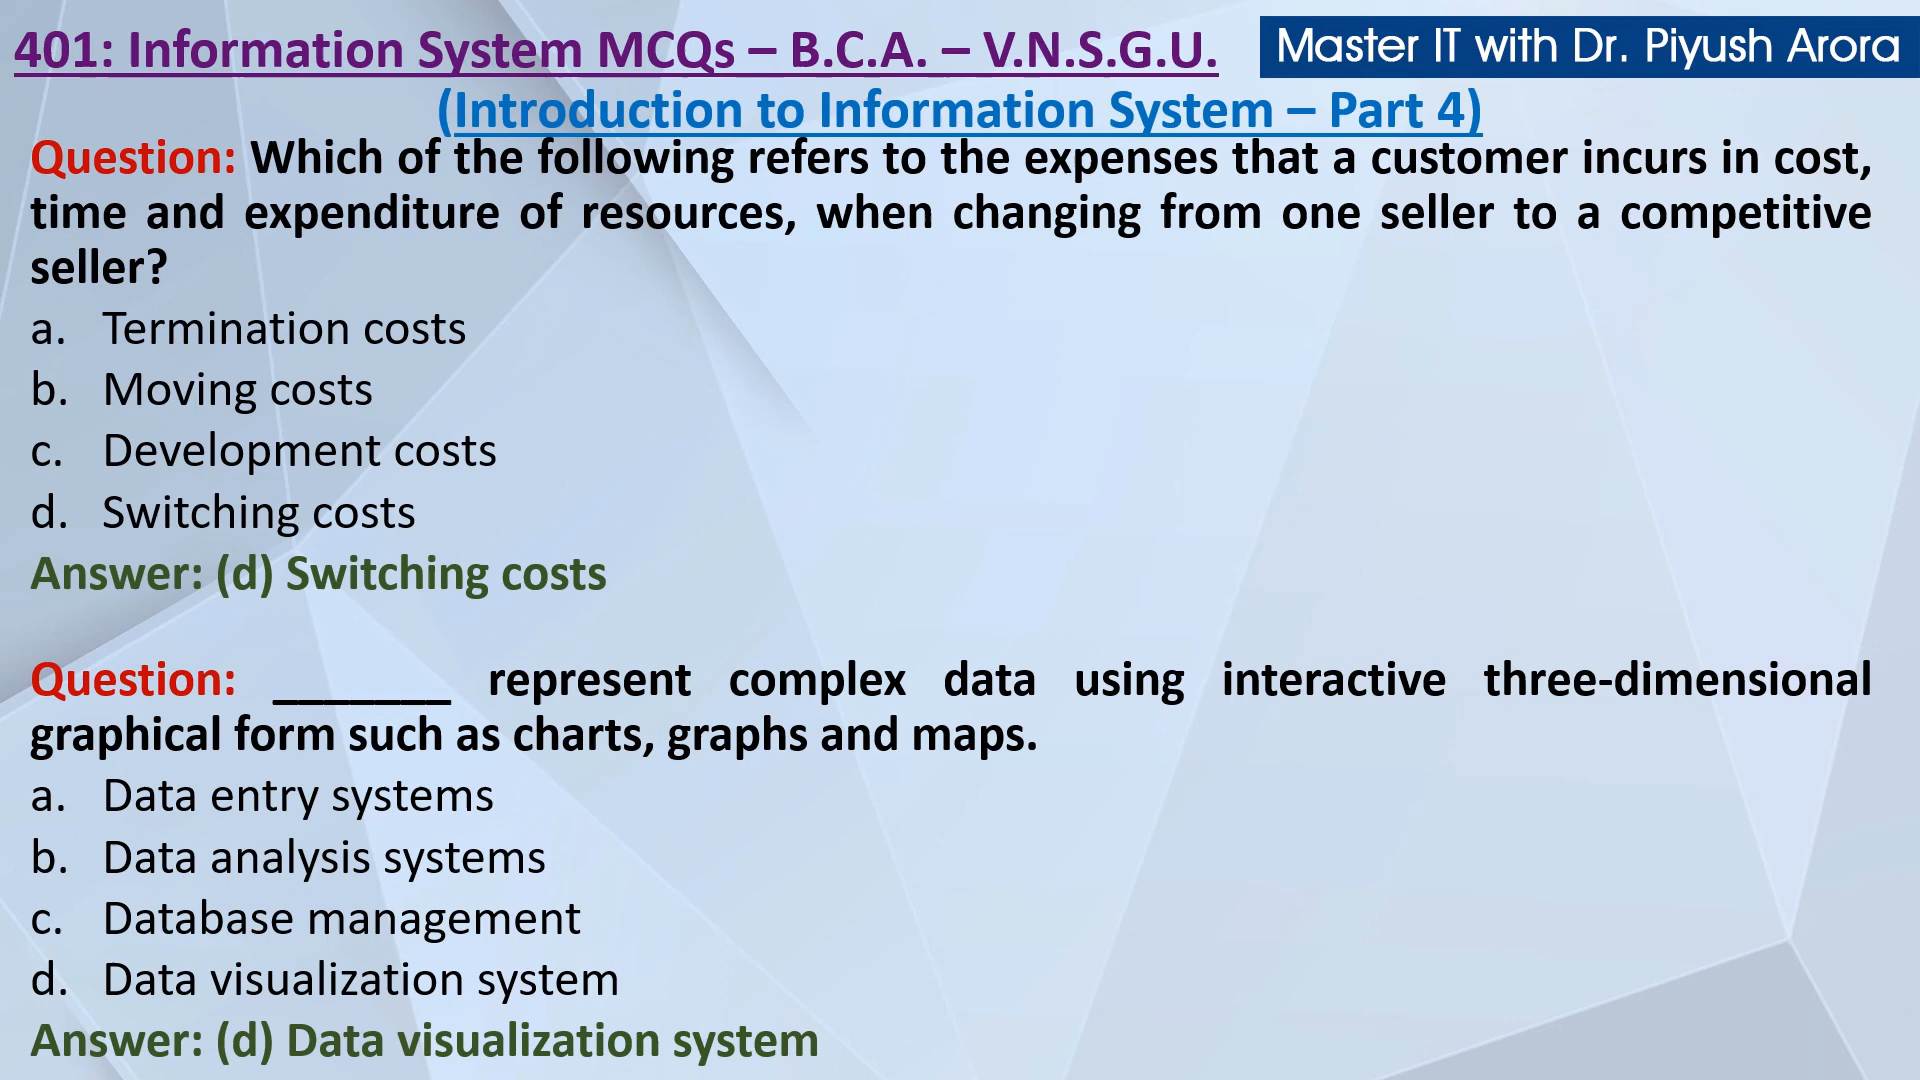 401: Information System MCQs – B.C.A. – V.N.S.G.U.
Master IT with Dr. Piyush Arora
(Introduction to Information System – Part 4)
Question: Which of the following refers to the expenses that a customer incurs in cost,
time and expenditure of resources, when changing from one seller to a competitive
seller?
a. Termination costs
b. Moving costs
c. Development costs
d. Switching costs
Answer: (d) Switching costs
Question: _______ represent complex data using interactive three-dimensional
graphical form such as charts, graphs and maps.
a. Data entry systems
b. Data analysis systems
c. Database management
d. Data visualization system
Answer: (d) Data visualization system